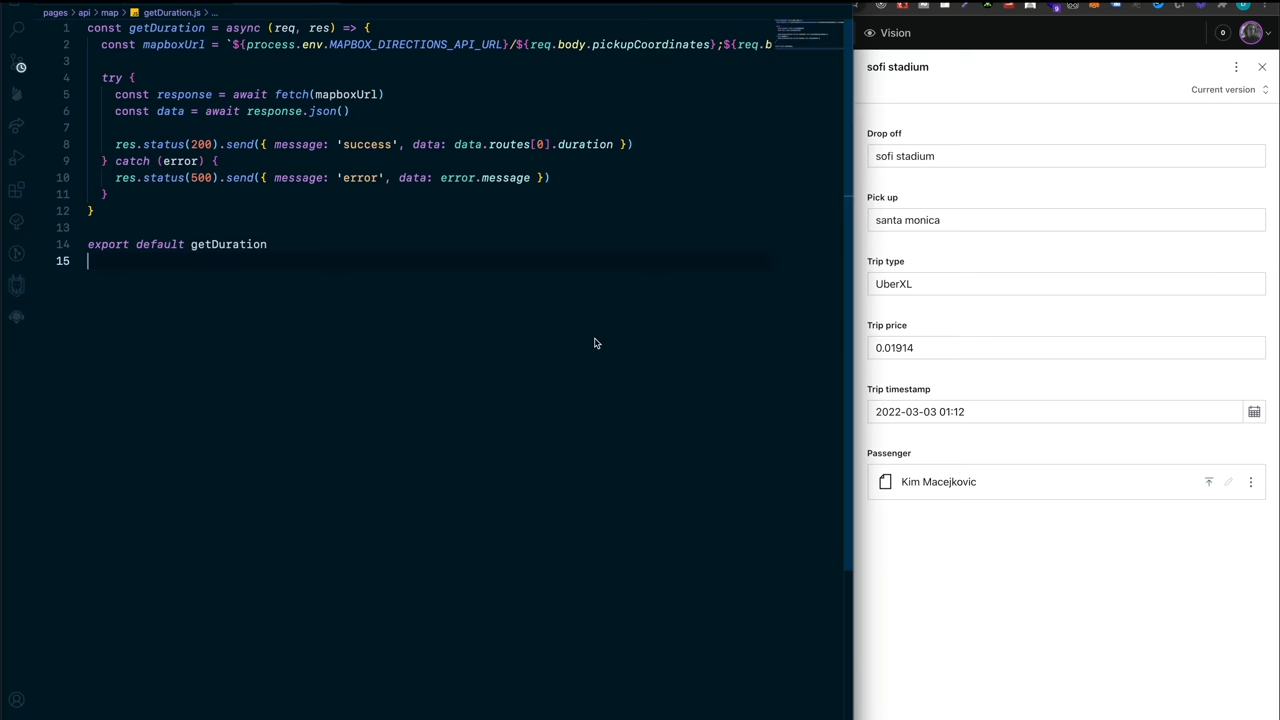 pages > api > map > getDuration.js > ...
1 const getDuration = async (req, res) => {
2 const mapboxUrl = `${process.env.MAPBOX_DIRECTIONS_API_URL}/${req.body.pickupCoordinates};${req.b
3
4 try {
5 const response = await fetch(mapboxUrl)
6 const data = await response.json()
7
8 res.status(200).send({ message: 'success', data: data.routes[0].duration })
9 } catch (error) {
10 res.status(500).send({ message: 'error', data: error.message })
11 }
12 }
13
14 export default getDuration
15
Vision
0
sofi stadium
Current version
Drop off
sofi stadium
Pick up
santa monica
Trip type
UberXL
Trip price
0.01914
Trip timestamp
2022-03-03 01:12
Passenger
Kim Macejkovic